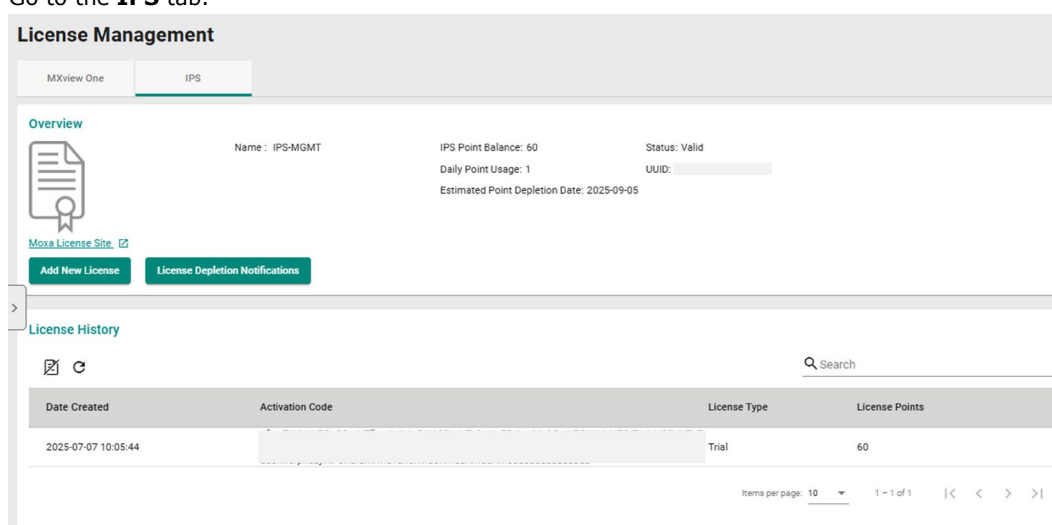 Go to the IPS tab.
License Management
MXview One
IPS
Overview
Name : IPS-MGMT
IPS Point Balance: 60
Status: Valid
Daily Point Usage: 1
UUID:
Estimated Point Depletion Date: 2025-09-05
Moxa License Site
Add New License
License Depletion Notifications
License History
Search
Date Created
Activation Code
License Type
License Points
2025-07-07 10:05:44
Trial
60
Items per page: 10
1 – 1 of 1